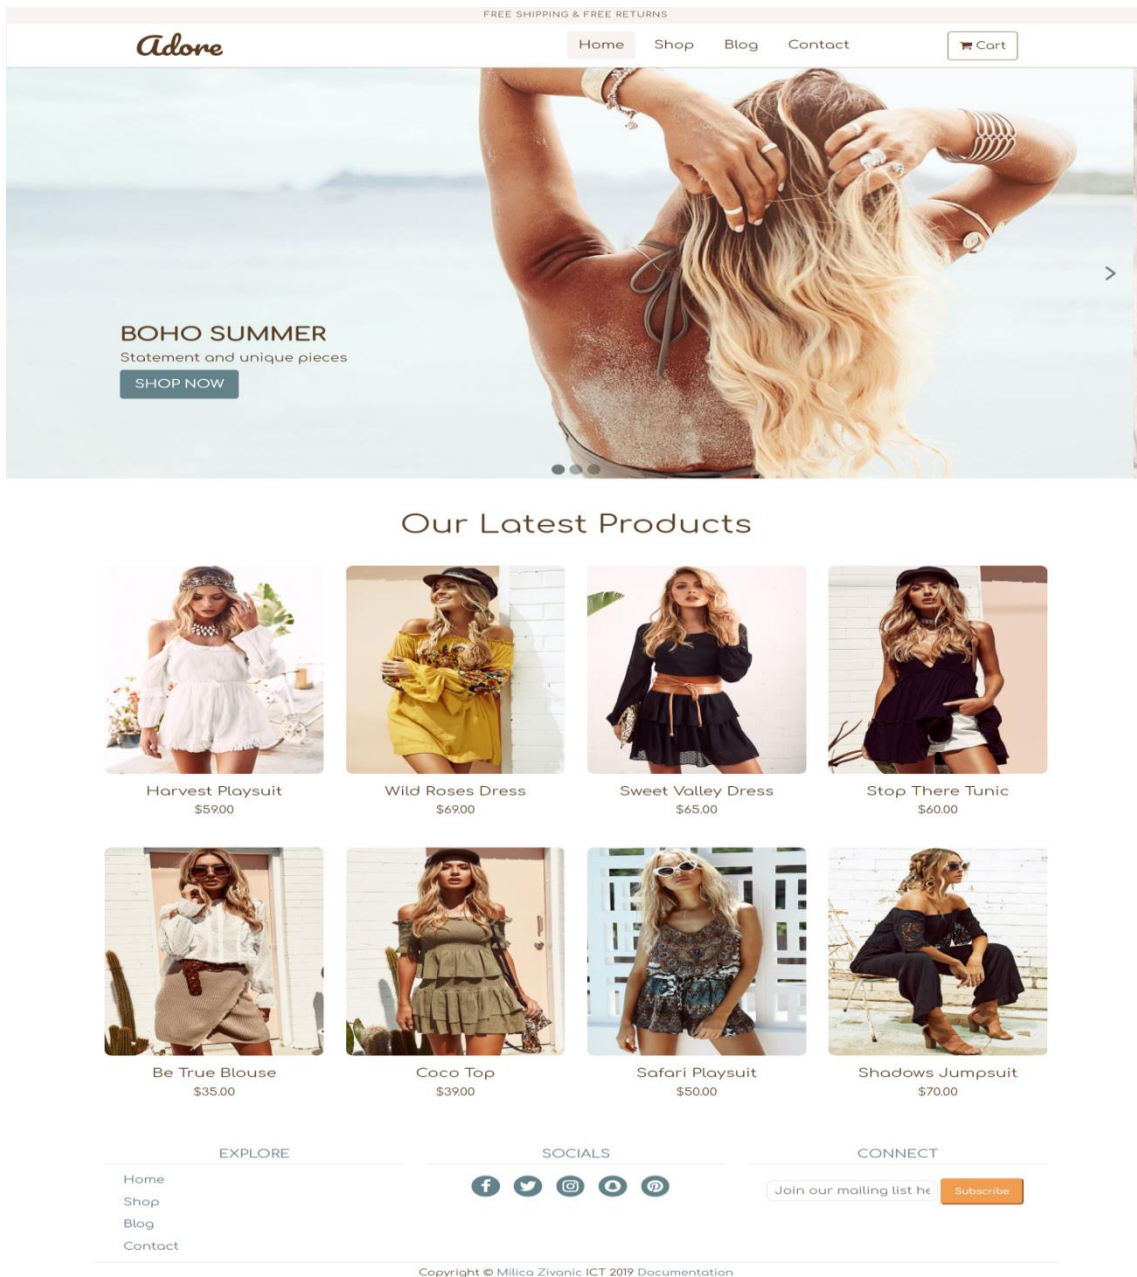 FREE SHIPPING & FREE RETURNS
Adore
Home Shop Blog Contact Cart
BOHO SUMMER
Statement and unique pieces
SHOP NOW
Our Latest Products
Harvest Playsuit Wild Roses Dress Sweet Valley Dress Stop There Tunic
$59.00 $69.00 $65.00 $60.00
Be True Blouse Coco Top Safari Playsuit Shadows Jumpsuit
$35.00 $39.00 $50.00 $70.00
EXPLORE SOCIALS CONNECT
Home
Shop
Blog
Contact
Join our mailing list he Subscribe
Copyright © Milica Zivanic ICT 2019 Documentation